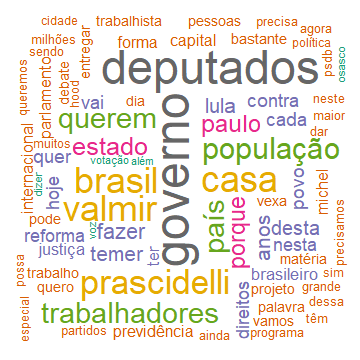 cidade trabalhista pessoas precisa
milhões forma capital bastante agora
sendo entregar política
deputados psdb osasco
queremos parlamento debate hood vai dia lula contra neste
querem paulo cada maior
internacional muitos estado governo população dar
quer votação além
dizer brasil casa povo michel
hoje valmir país porque vexa precisamos
pode voz anos desta
reforma fazer nesta
justiça temer ter matéria
possa trabalho prascidelli brasileiro sim
quero direitos projeto grande
especial trabalhadores palavra dessa
partidos previdência ainda vamos têm
programa